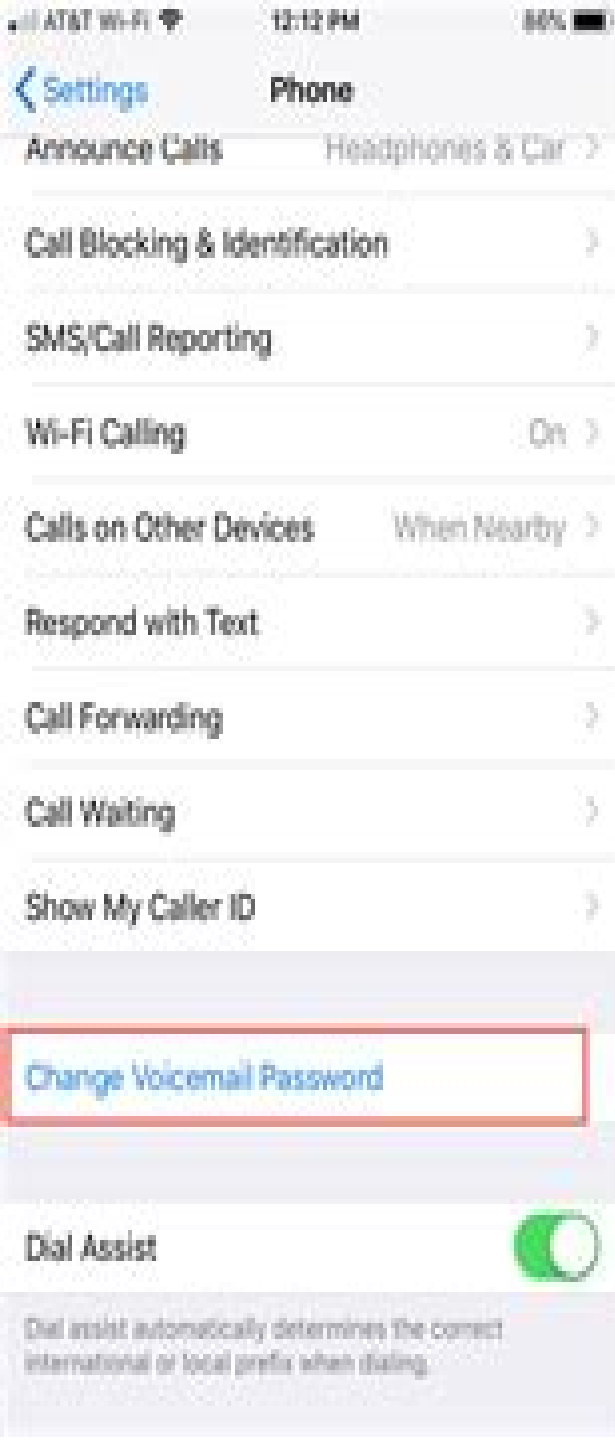 AT&T Wi-Fi 12:12 PM
Settings Phone
Announce Calls Headphones & Car
Call Blocking & Identification
SMS/Call Reporting
Wi-Fi Calling On
Calls on Other Devices When Nearby
Respond with Text
Call Forwarding
Call Waiting
Show My Caller ID
Change Voicemail Password
Dial Assist
Dial assist automatically determines the correct
international or local prefix when dialing.